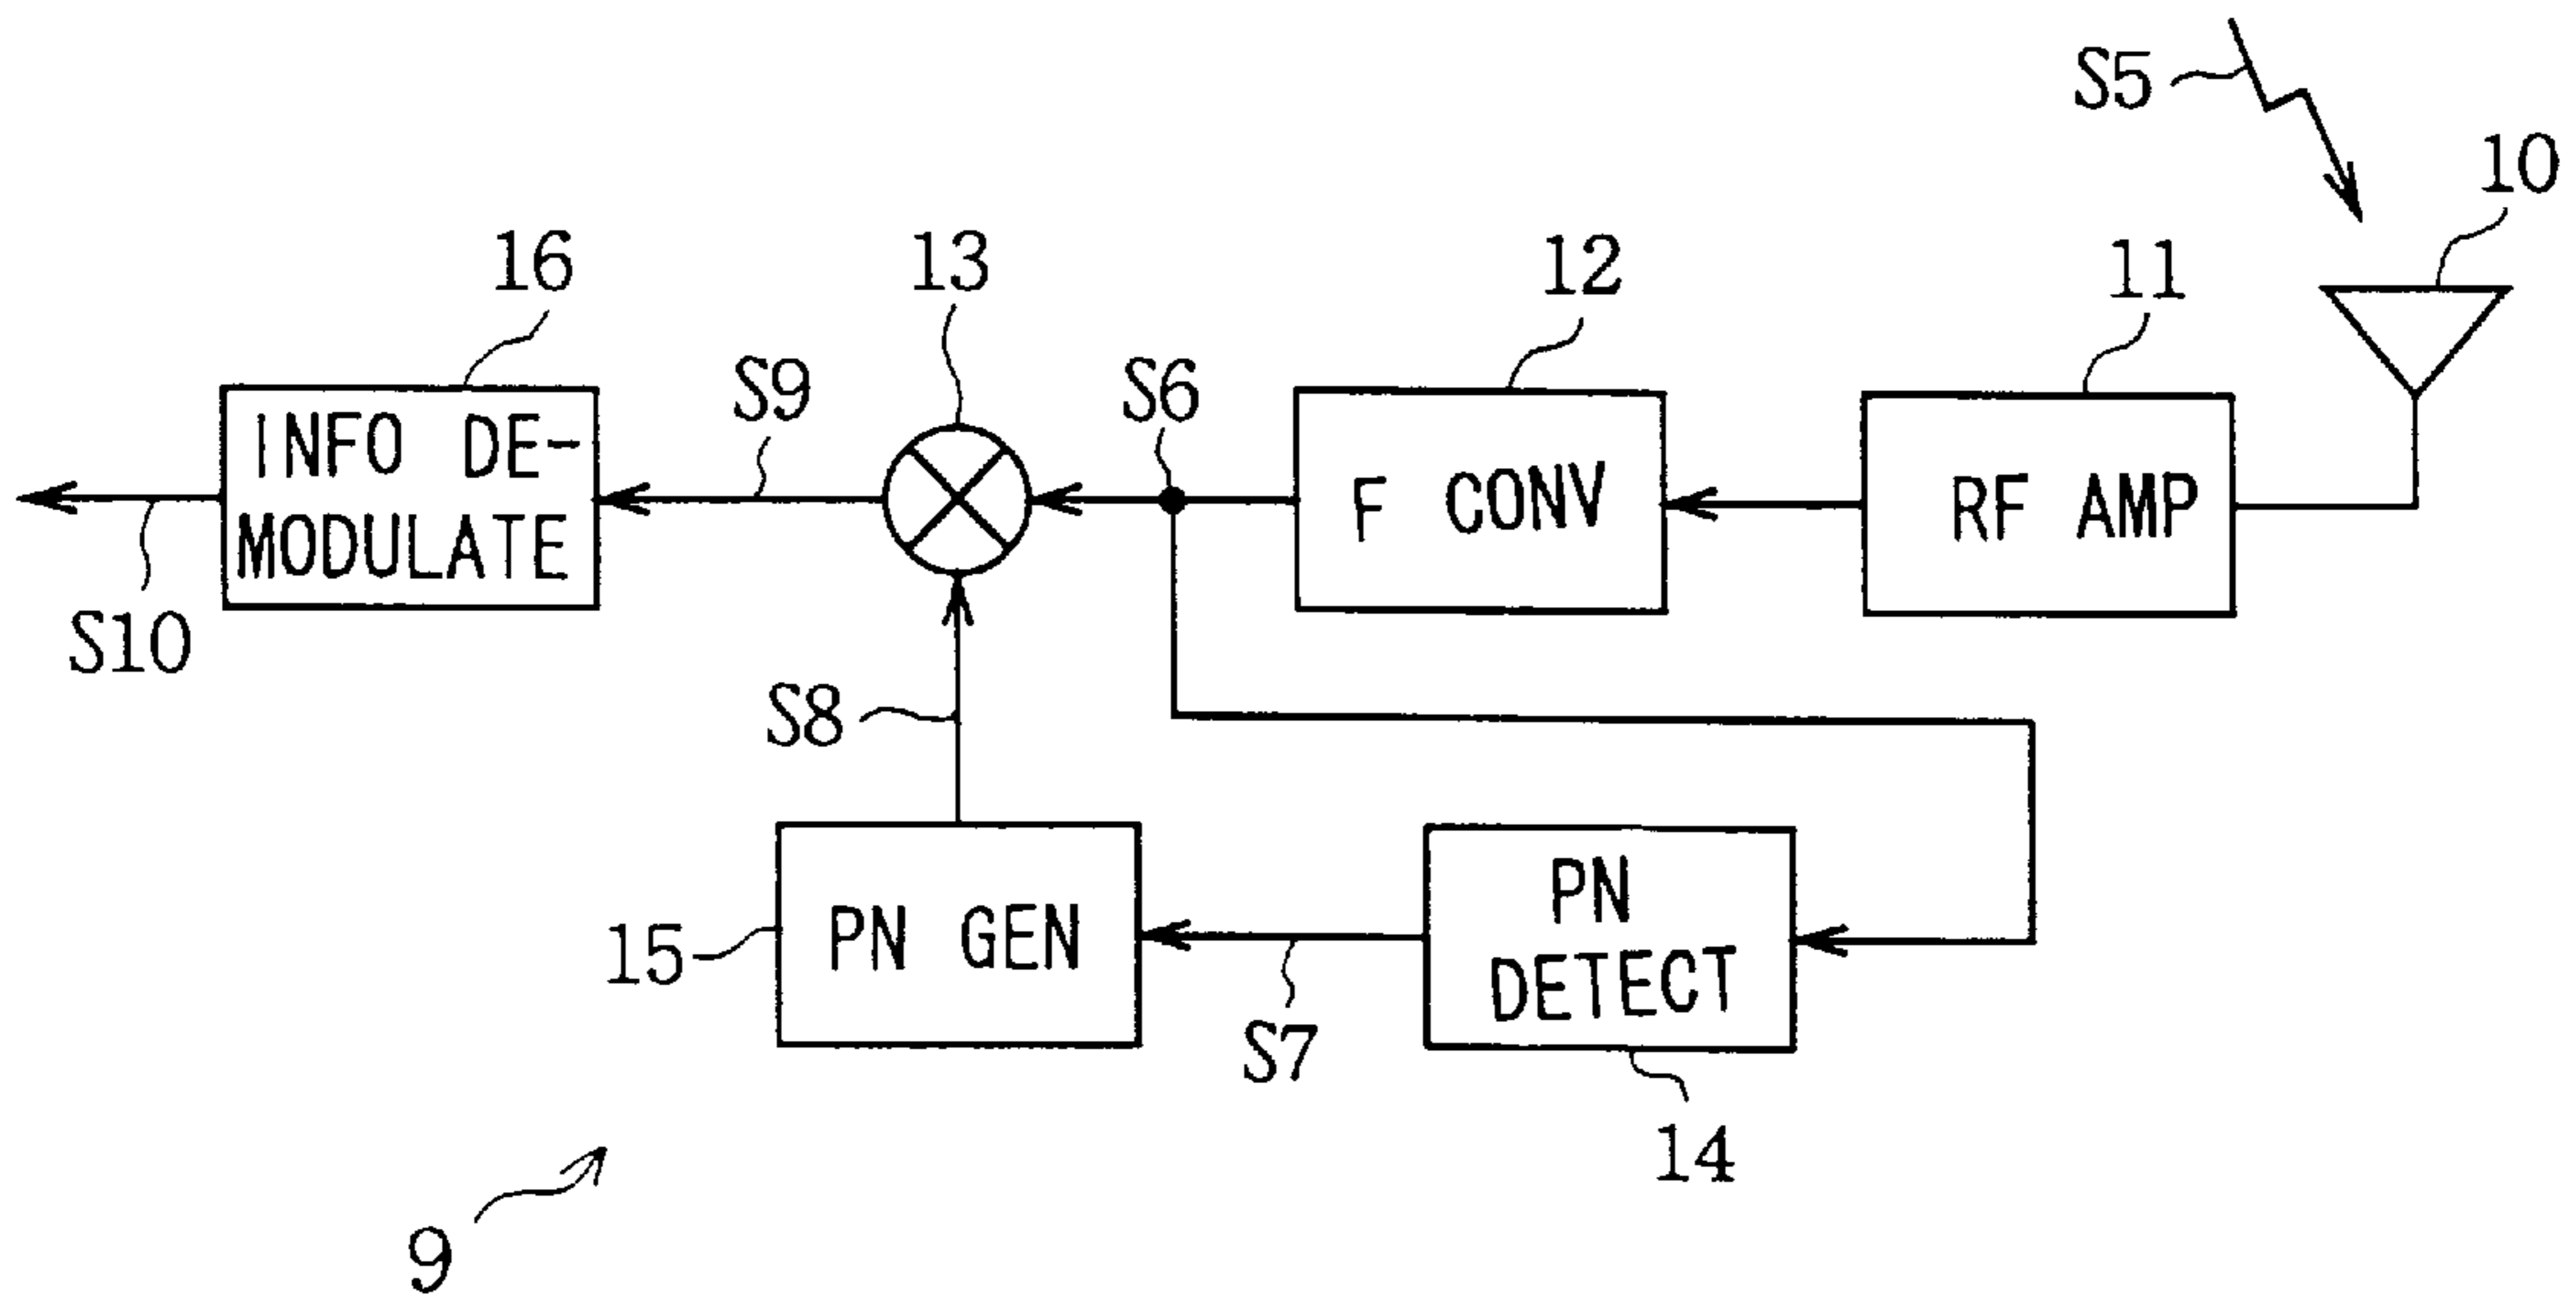 S5
10
11
12
13
16
S6
S9
INFO DE-
MODULATE
F CONV
RF AMP
S10
S8
15
PN GEN
PN
DETECT
S7
14
9